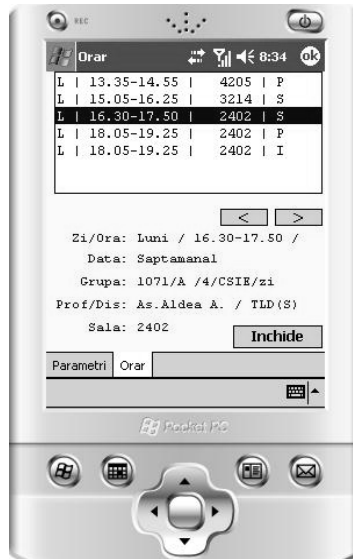 REC
Orar 8:34 ok
L | 13.35-14.55 | 4205 | P
L | 15.05-16.25 | 3214 | S
L | 16.30-17.50 | 2402 | S
L | 18.05-19.25 | 2402 | P
L | 18.05-19.25 | 2402 | I
< >
Zi/Ora: Luni / 16.30-17.50 /
Data: Saptamanal
Grupa: 1071/A /4/CSIE/zi
Prof/Dis: As.Aldea A. / TLD(S)
Sala: 2402
Inchide
Parametri Orar
Pocket PC